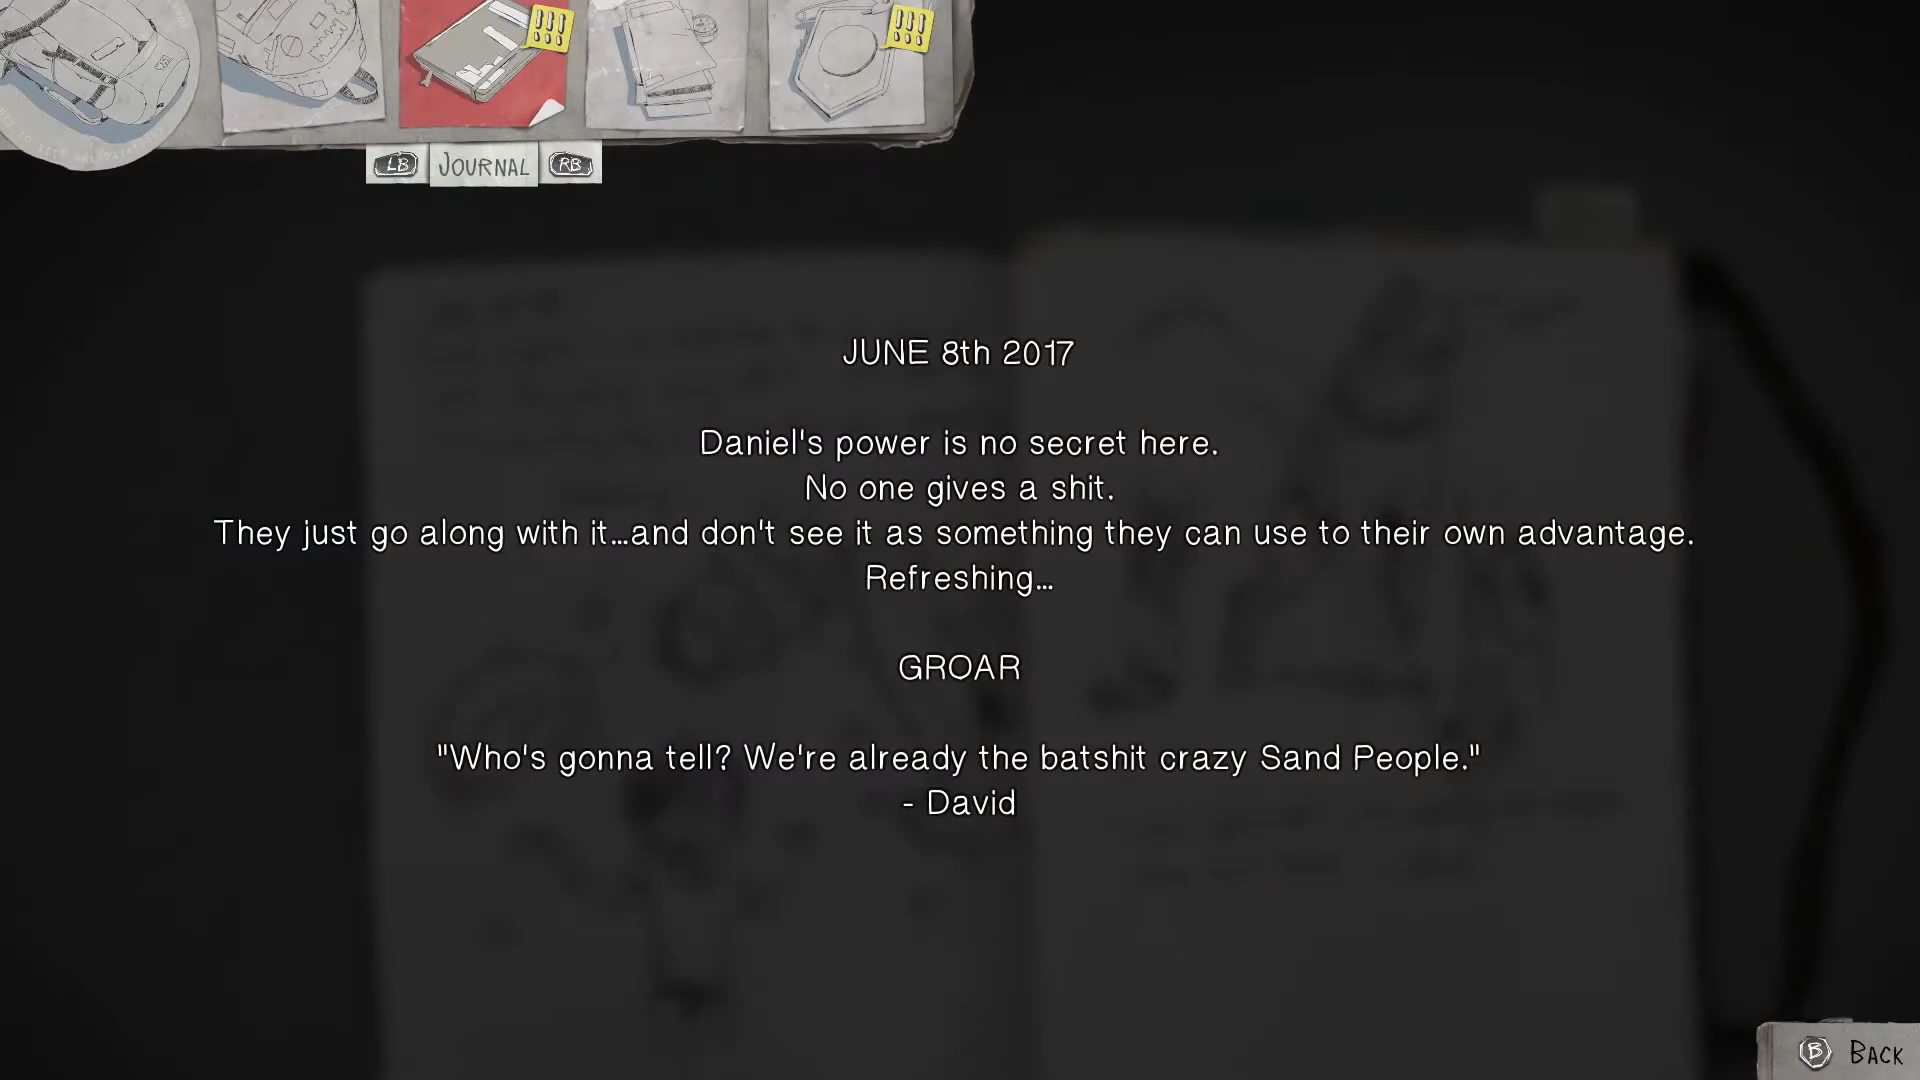 LB JOURNAL RB
JUNE 8th 2017
Daniel's power is no secret here.
No one gives a shit.
They just go along with it...and don't see it as something they can use to their own advantage.
Refreshing...
GROAR
"Who's gonna tell? We're already the batshit crazy Sand People."
- David
B BACK